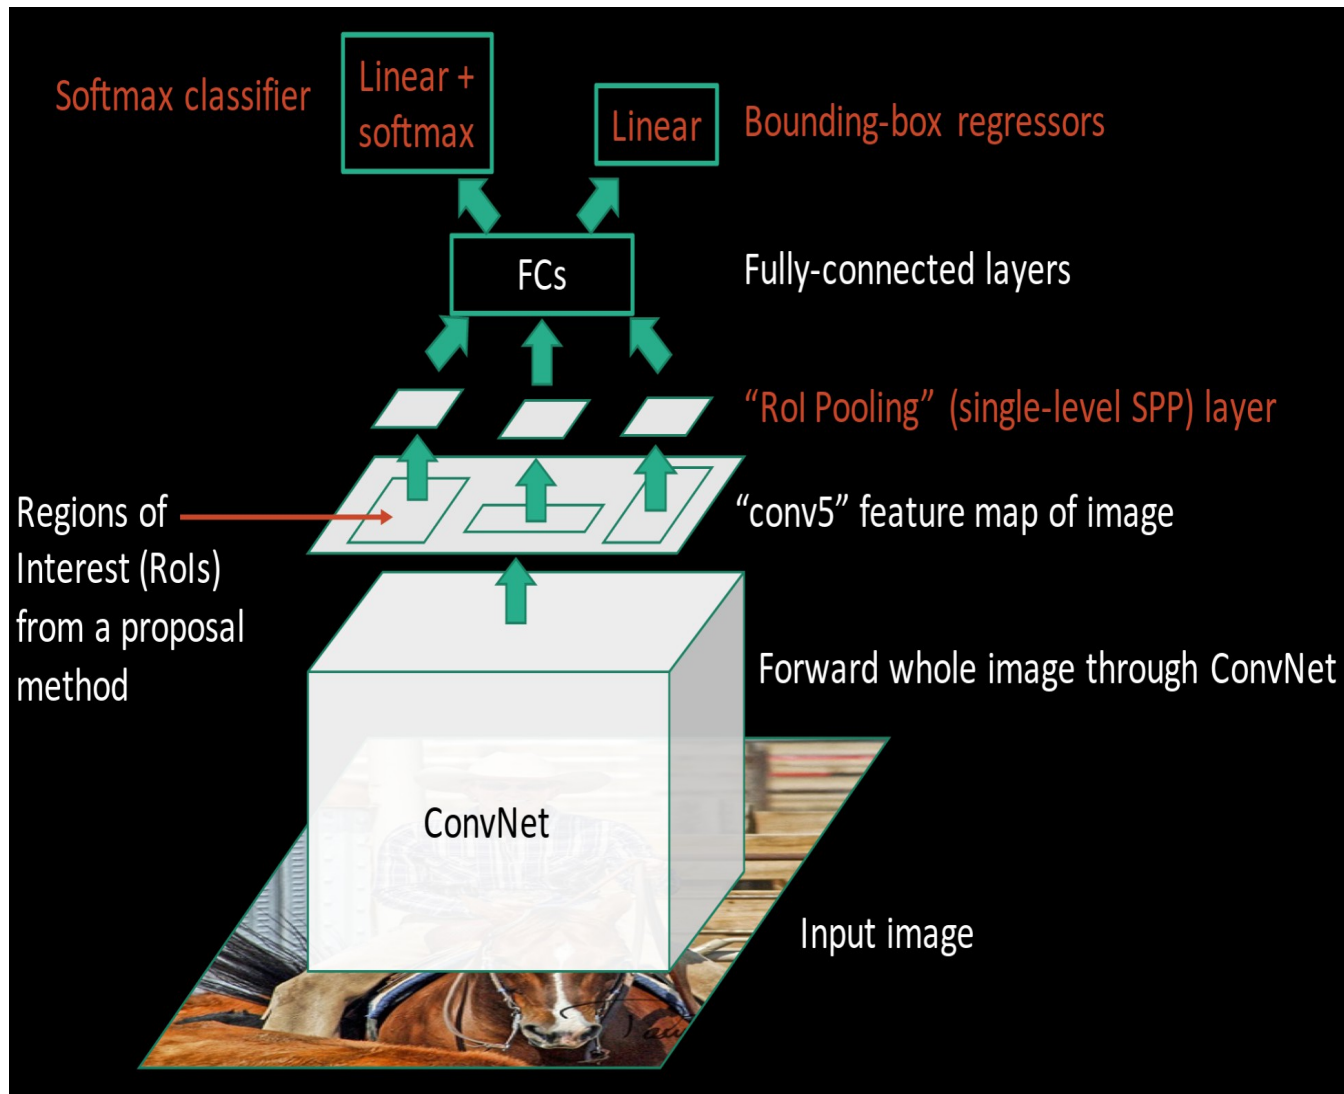 Softmax classifier
Linear +
softmax
Linear
Bounding-box regressors
FCs
Fully-connected layers
“RoI Pooling” (single-level SPP) layer
Regions of
Interest (RoIs)
from a proposal
method
“conv5” feature map of image
Forward whole image through ConvNet
ConvNet
Input image